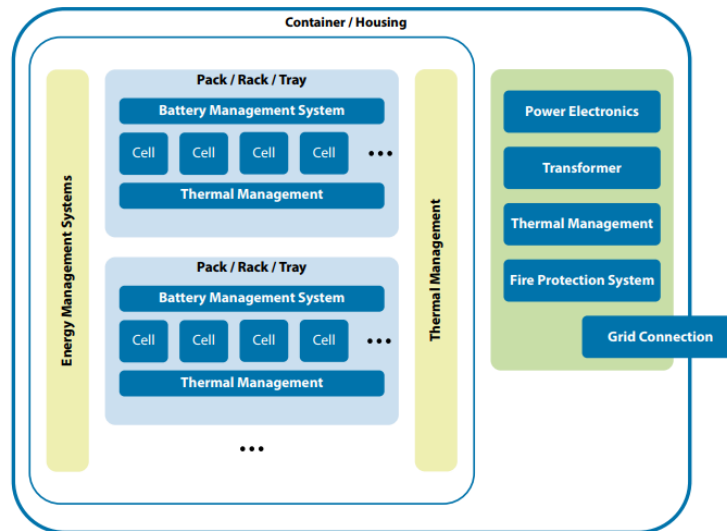 Container / Housing
Energy Management Systems
Pack / Rack / Tray
Battery Management System
Cell Cell Cell Cell •••
Thermal Management
Pack / Rack / Tray
Battery Management System
Cell Cell Cell Cell •••
Thermal Management
•••
Thermal Management
Power Electronics
Transformer
Thermal Management
Fire Protection System
Grid Connection